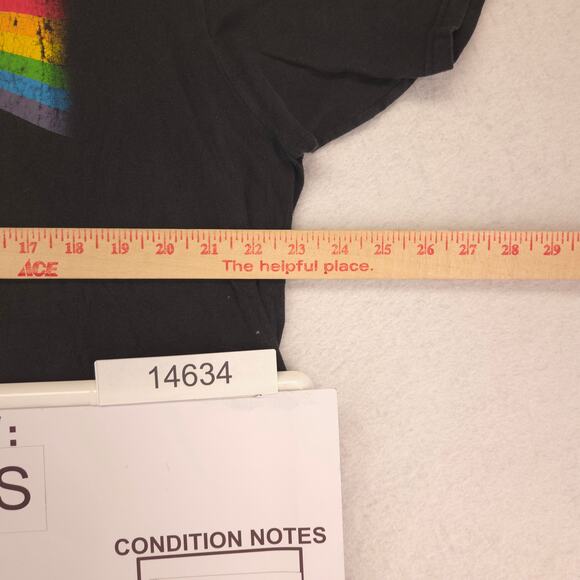 17 18 19 20 21 22 23 24 25 26 27 28 29
ACE The helpful place.
14634
:
S
CONDITION NOTES